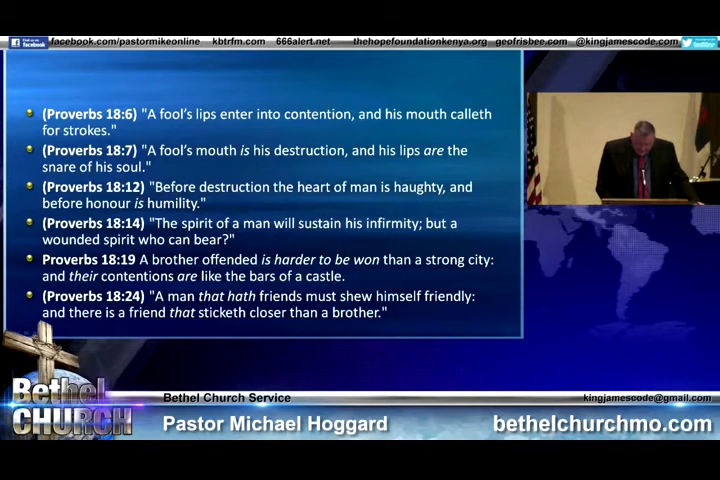 facebook.com/pastormikeonline kbtrfm.com 666alert.net thehopefoundationkenya.org geofrisbee.com @kingjamescode.com
Find us on
facebook
twitter
(Proverbs 18:6) "A fool's lips enter into contention, and his mouth calleth
for strokes."
(Proverbs 18:7) "A fool's mouth is his destruction, and his lips are the
snare of his soul."
(Proverbs 18:12) "Before destruction the heart of man is haughty, and
before honour is humility."
(Proverbs 18:14) "The spirit of a man will sustain his infirmity; but a
wounded spirit who can bear?"
Proverbs 18:19 A brother offended is harder to be won than a strong city:
and their contentions are like the bars of a castle.
(Proverbs 18:24) "A man that hath friends must shew himself friendly:
and there is a friend that sticketh closer than a brother."
Bethel
CHURCH
Bethel Church Service kingjamescode@gmail.com
Pastor Michael Hoggard bethelchurchmo.com